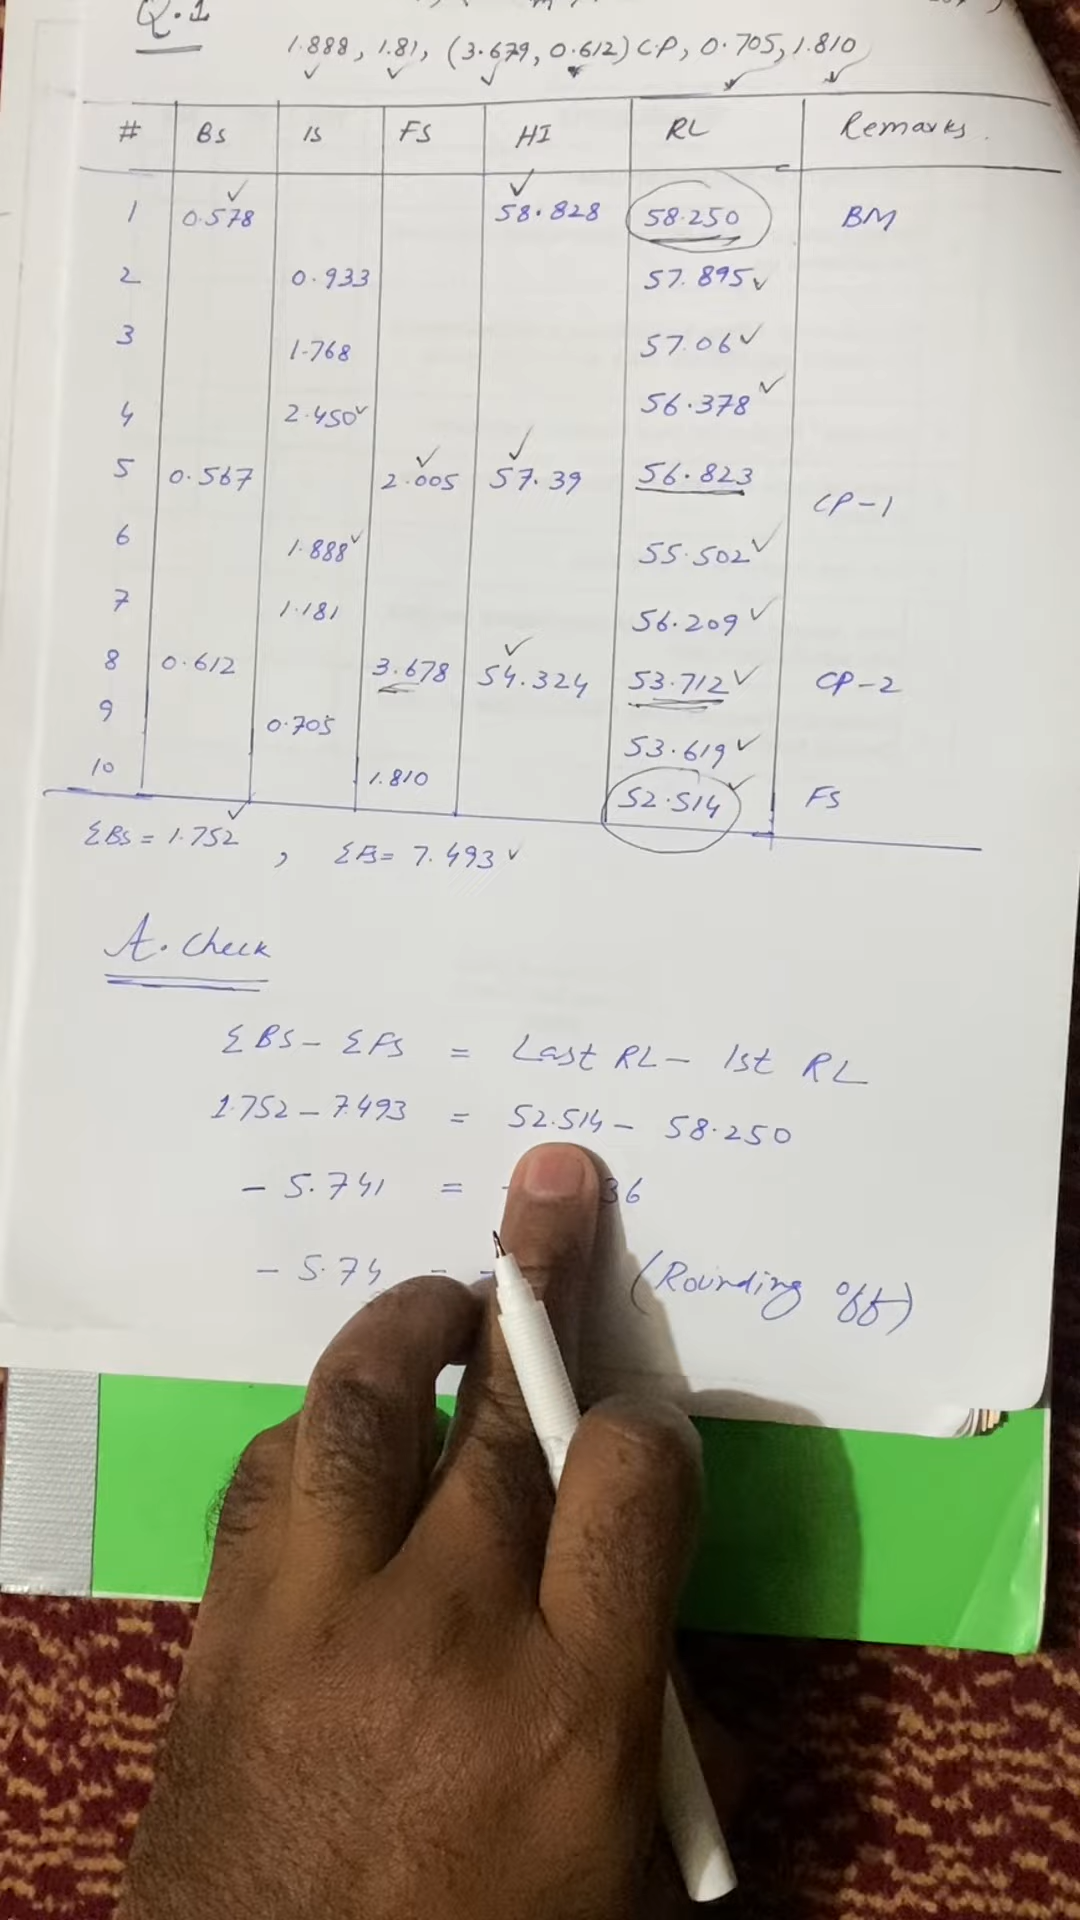 Q.1
1.888, 1.81, (3.679, 0.612) CP, 0.705, 1.810
# BS IS FS HI RL Remarks.
1 0.578 58.828 58.250 BM
2 0.933 57.895
3 1.768 57.06
4 2.450 56.378
5 0.567 2.005 57.39 56.823 CP-1
6 1.888 55.502
7 1.181 56.209
8 0.612 3.678 54.324 53.712 CP-2
9 0.705 53.619
10 1.810 52.514 FS
ΣBS = 1.752 , ΣFS= 7.493
A. Check
ΣBS - ΣFS = Last RL - 1st RL
1.752 - 7.493 = 52.514 - 58.250
- 5.741 = - 36
- 5.74 = - (Rounding off)